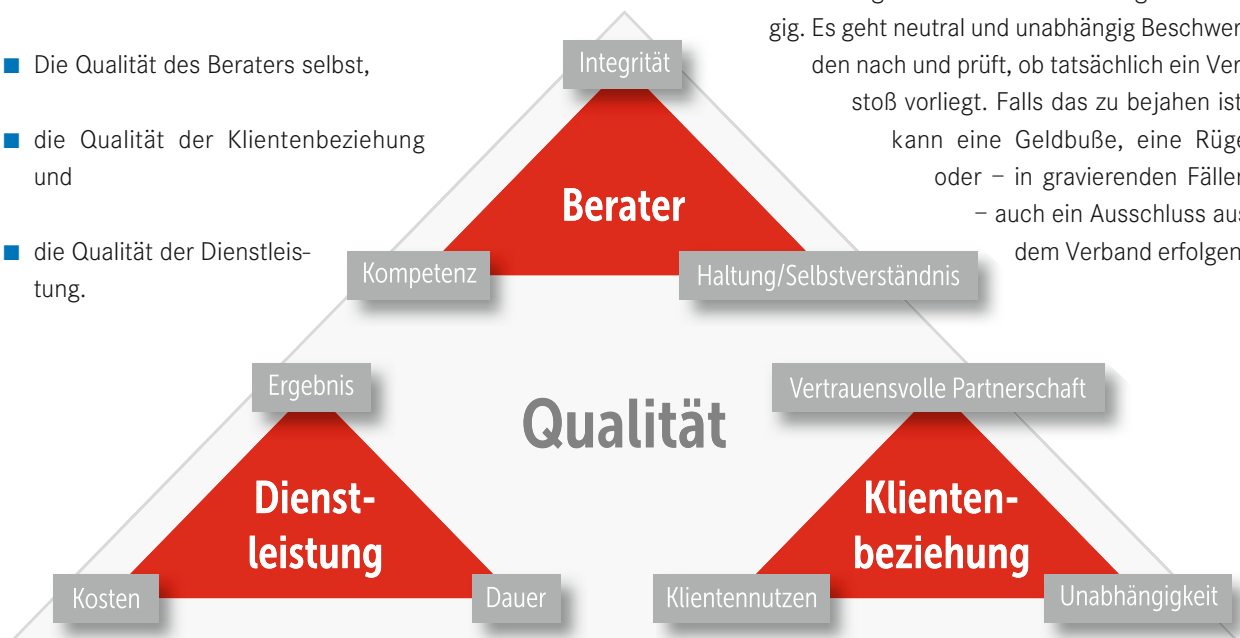 ■ Die Qualität des Beraters selbst,
■ die Qualität der Klientenbeziehung
und
■ die Qualität der Dienstleis-
tung.
gig. Es geht neutral und unabhängig Beschwer
den nach und prüft, ob tatsächlich ein Ver
stoß vorliegt. Falls das zu bejahen ist
kann eine Geldbuße, eine Rüge
oder – in gravierenden Fällen
– auch ein Ausschluss aus
dem Verband erfolgen
Integrität
Berater
Kompetenz
Haltung/Selbstverständnis
Qualität
Ergebnis
Dienst-
leistung
Kosten
Dauer
Vertrauensvolle Partnerschaft
Klienten-
beziehung
Klientennutzen
Unabhängigkeit